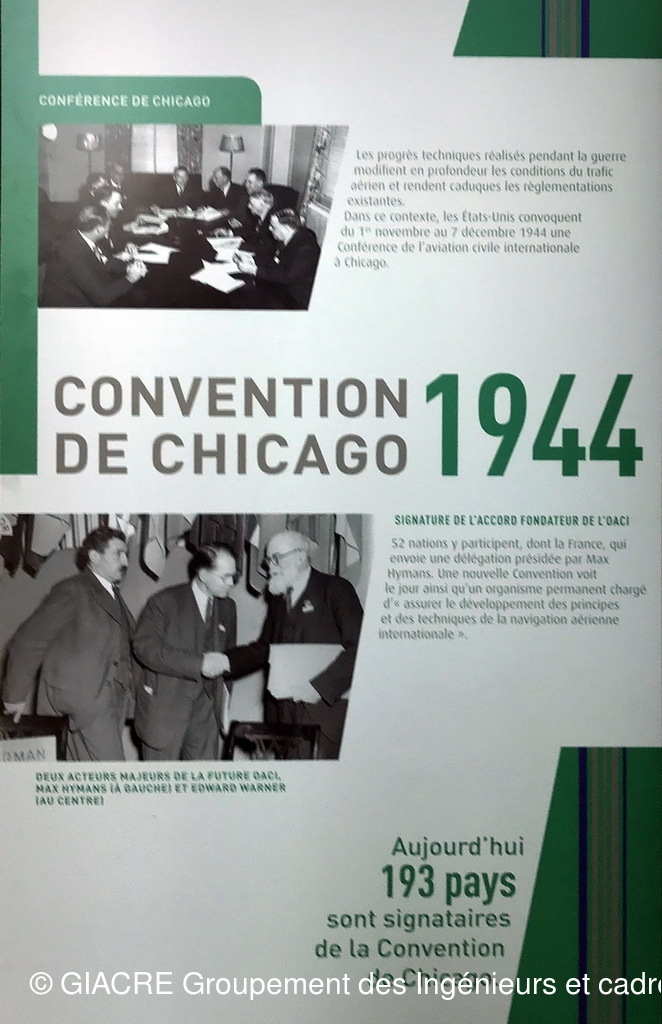 CONFÉRENCE DE CHICAGO
Les progrès techniques réalisés pendant la guerre
modifient en profondeur les conditions du trafic
aérien et rendent caduques les règlementations
existantes.
Dans ce contexte, les États-Unis convoquent
du 1er novembre au 7 décembre 1944 une
Conférence de l'aviation civile internationale
à Chicago.
CONVENTION
DE CHICAGO 1944
SIGNATURE DE L'ACCORD FONDATEUR DE L'OACI
52 nations y participent, dont la France, qui
envoie une délégation présidée par Max
Hymans. Une nouvelle Convention voit
le jour ainsi qu'un organisme permanent chargé
d'« assurer le développement des principes
et des techniques de la navigation aérienne
internationale ».
DMAN
DEUX ACTEURS MAJEURS DE LA FUTURE OACI,
MAX HYMANS (À GAUCHE) ET EDWARD WARNER
(AU CENTRE)
Aujourd'hui
193 pays
sont signataires
de la Convention
de Chicago
© GIACRE Groupement des Ingénieurs et cadre